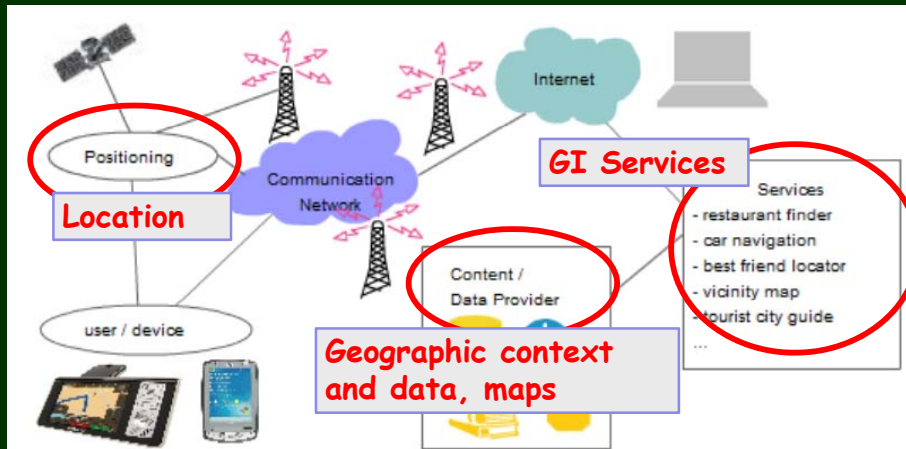 Positioning
Location
Communication
Network
Internet
GI Services
Services
- restaurant finder
- car navigation
- best friend locator
- vicinity map
- tourist city guide
...
Content /
Data Provider
Geographic context
and data, maps
user / device